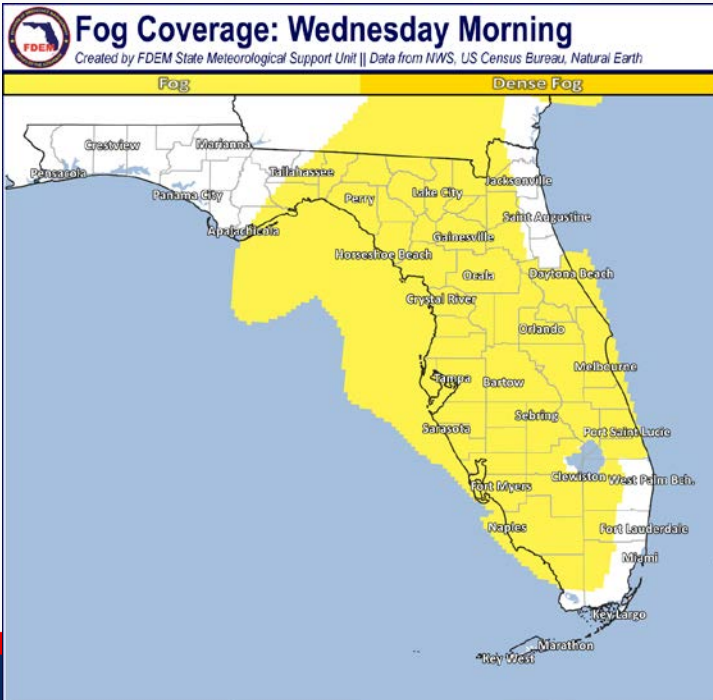 Fog Coverage: Wednesday Morning
Created by FDEM State Meteorological Support Unit || Data from NWS, US Census Bureau, Natural Earth
FDEM
Fog Dense Fog
Crestview Marianna
Pensacola Tallahassee Jacksonville
Panama City Perry Lake City
Apalachicola Saint Augustine
Gainesville
Horseshoe Beach
Ocala Daytona Beach
Crystal River
Orlando
Melbourne
Tampa Bartow
Sebring
Sarasota Port Saint Lucie
Clewiston West Palm Bch.
Fort Myers
Naples Fort Lauderdale
Miami
Key Largo
Marathon
Key West